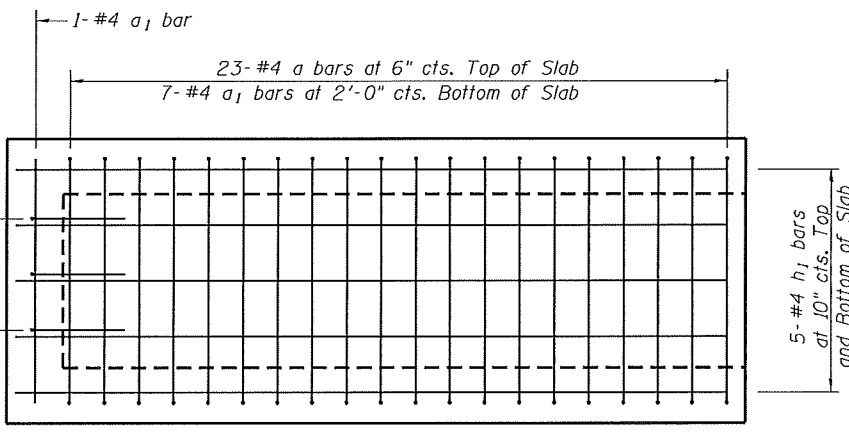 1-#4 a₁ bar
23-#4 a bars at 6" cts. Top of Slab
7-#4 a₁ bars at 2'-0" cts. Bottom of Slab
5-#4 h₁ bars
at 10" cts. Top
and Bottom of Slab